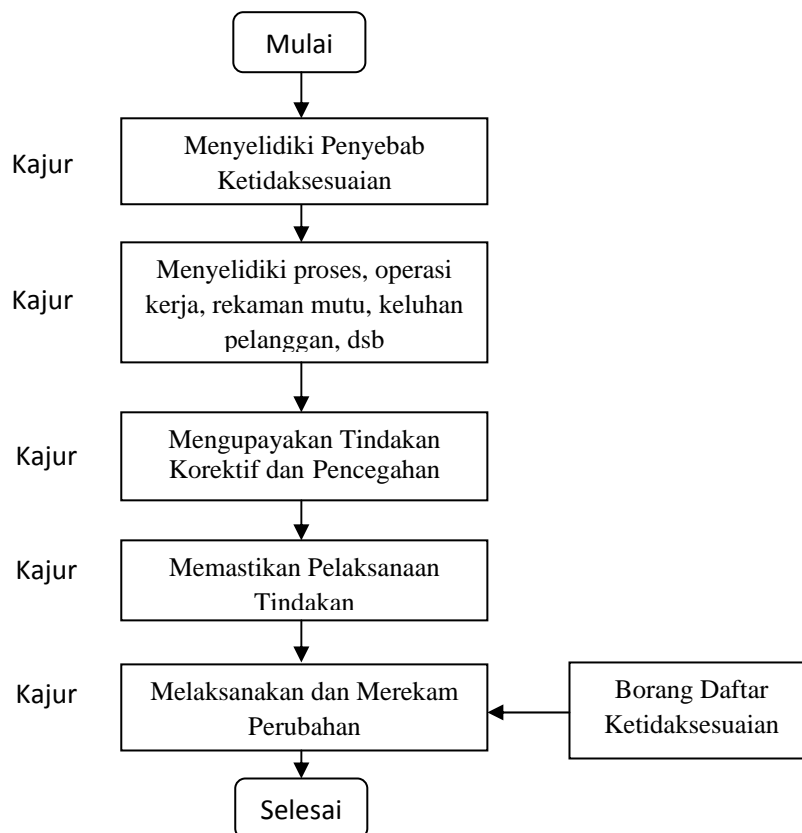 Mulai
Kajur
Menyelidiki Penyebab
Ketidaksesuaian
Kajur
Menyelidiki proses, operasi
kerja, rekaman mutu, keluhan
pelanggan, dsb
Kajur
Mengupayakan Tindakan
Korektif dan Pencegahan
Kajur
Memastikan Pelaksanaan
Tindakan
Kajur
Melaksanakan dan Merekam
Perubahan
Borang Daftar
Ketidaksesuaian
Selesai